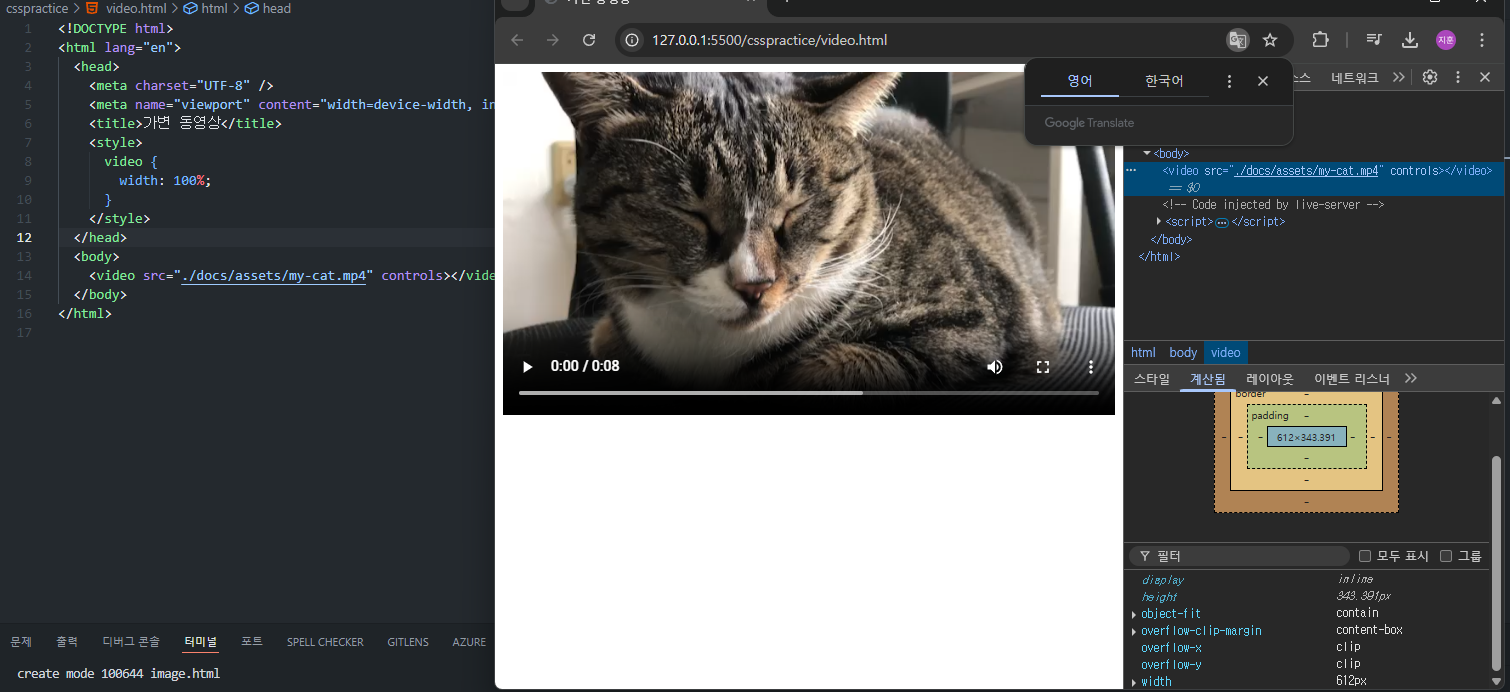 csspractice > video.html > html > head
1 <!DOCTYPE html>
2 <html lang="en">
3 <head>
4 <meta charset="UTF-8" />
5 <meta name="viewport" content="width=device-width, in
6 <title>가변 동영상</title>
7 <style>
8 video {
9 width: 100%;
10 }
11 </style>
12 </head>
13 <body>
14 <video src="./docs/assets/my-cat.mp4" controls></vide
15 </body>
16 </html>
17
문제 출력 디버그 콘솔 터미널 포트 SPELL CHECKER GITLENS AZURE
create mode 100644 image.html
127.0.0.1:5500/csspractice/video.html
지훈
영어 한국어
Google Translate
스 네트워크
0:00 / 0:08
<body>
<video src="./docs/assets/my-cat.mp4" controls></video>
== $0
<!-- Code injected by live-server -->
<script>…</script>
</body>
</html>
html body video
스타일 계산됨 레이아웃 이벤트 리스너
border
padding -
612×343.391
필터 모두 표시 그룹
display inline
height 343.391px
object-fit contain
overflow-clip-margin content-box
overflow-x clip
overflow-y clip
width 612px